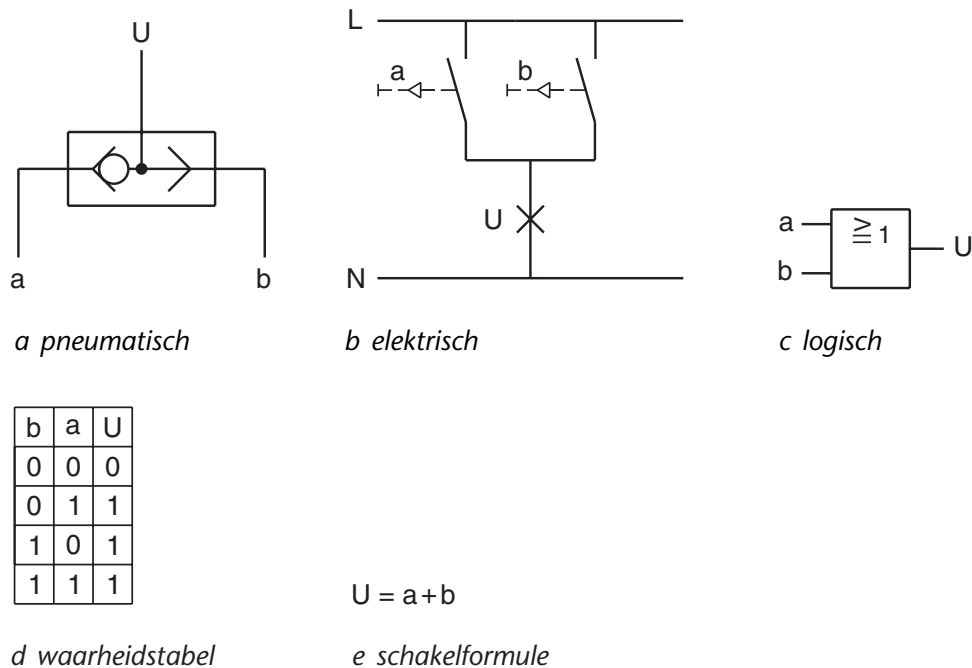 U
a
b
a pneumatisch
L
a
b
U
N
b elektrisch
a
b
≧ 1
U
c logisch
b a U
0 0 0
0 1 1
1 0 1
1 1 1
d waarheidstabel
U = a+b
e schakelformule